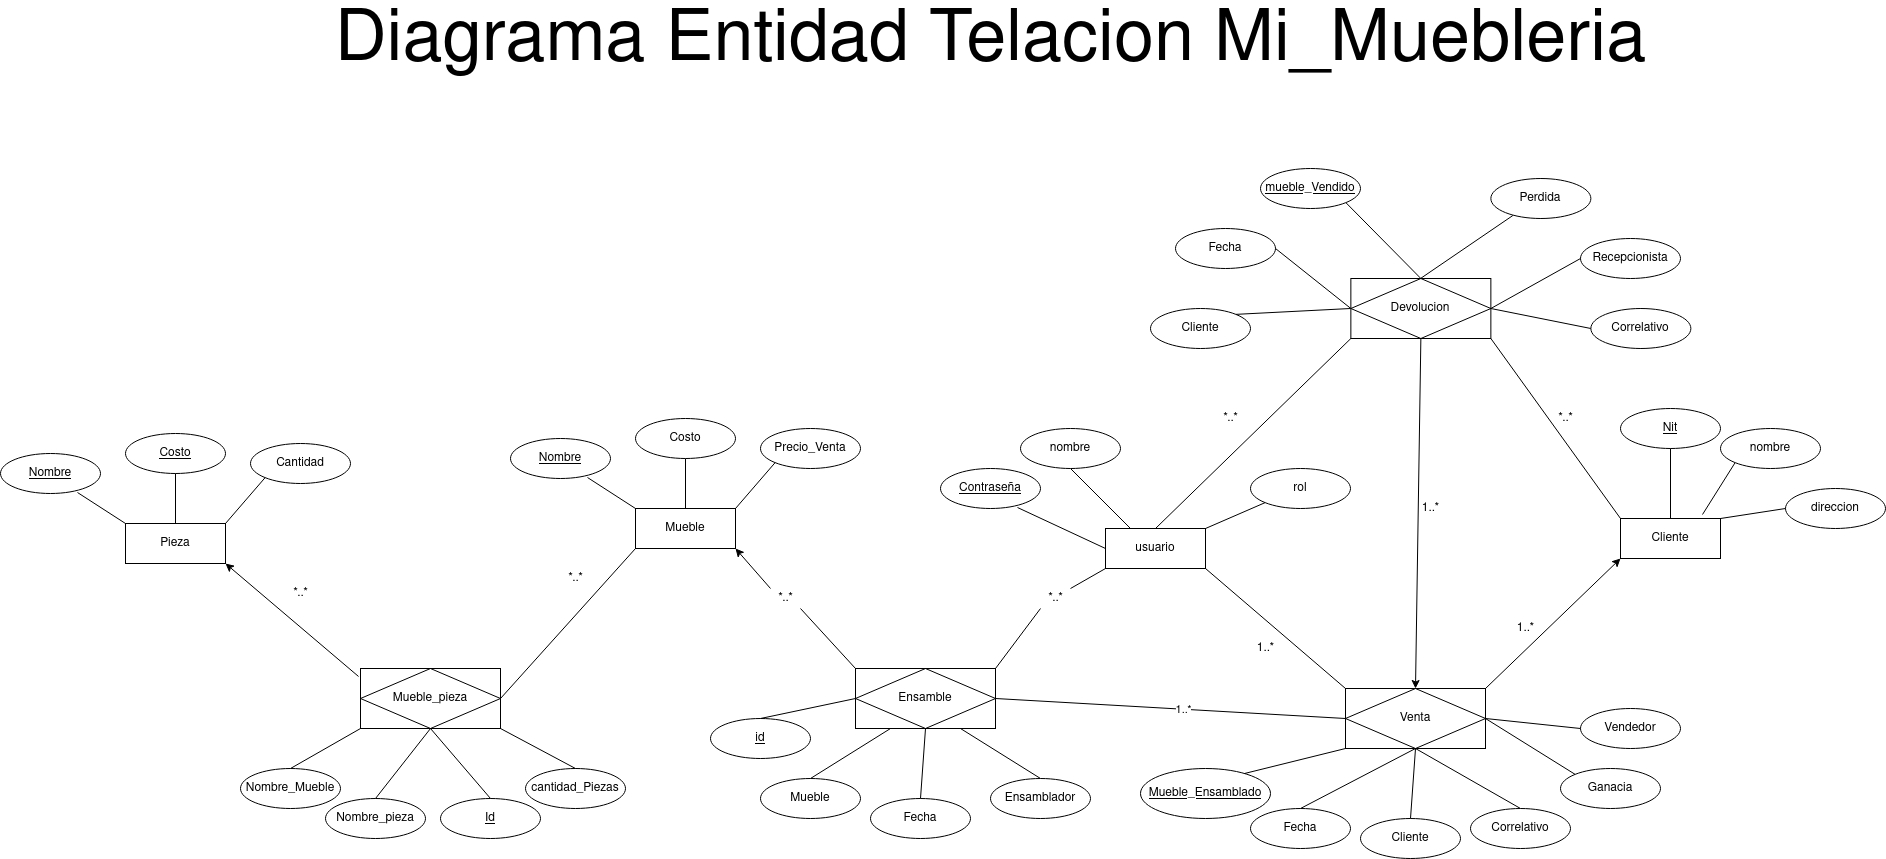 Diagrama Entidad Telacion Mi_Muebleria
mueble_Vendido
Perdida
Fecha
Recepcionista
Devolucion
Cliente
Correlativo
*..*
*..*
Nit
nombre
nombre
Costo
Precio_Venta
Costo
Nombre
Cantidad
Nombre
Contraseña
rol
direccion
1..*
Mueble
Pieza
usuario
Cliente
*..*
*..*
*..*
*..*
1..*
1..*
Mueble_pieza
Ensamble
1..*
Venta
Vendedor
id
Nombre_Mueble
cantidad_Piezas
Ganacia
Mueble_Ensamblado
Mueble
Ensamblador
Nombre_pieza
Id
Fecha
Fecha
Correlativo
Cliente